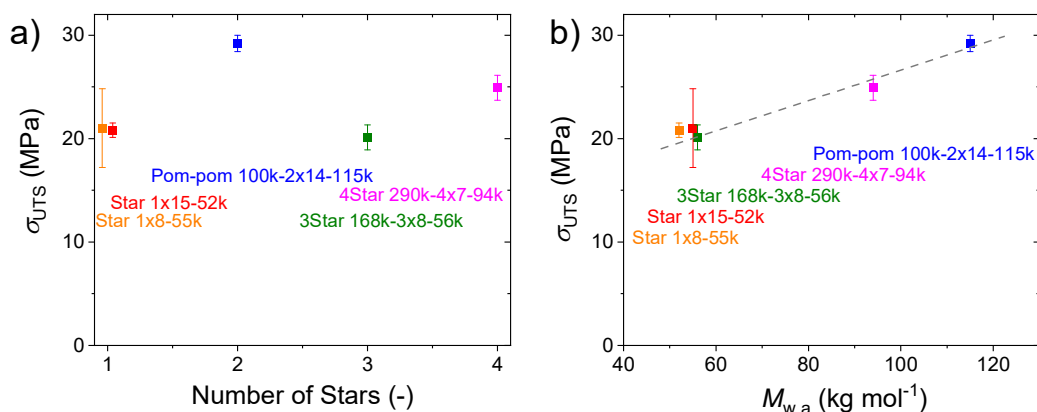 a)
30
20
10
0
σUTS (MPa)
Pom-pom 100k-2x14-115k
4Star 290k-4x7-94k
Star 1x15-52k
Star 1x8-55k
3Star 168k-3x8-56k
1 2 3 4
Number of Stars (-)
b)
30
20
10
0
σUTS (MPa)
Pom-pom 100k-2x14-115k
4Star 290k-4x7-94k
3Star 168k-3x8-56k
Star 1x15-52k
Star 1x8-55k
40 60 80 100 120
Mw,a (kg mol⁻¹)